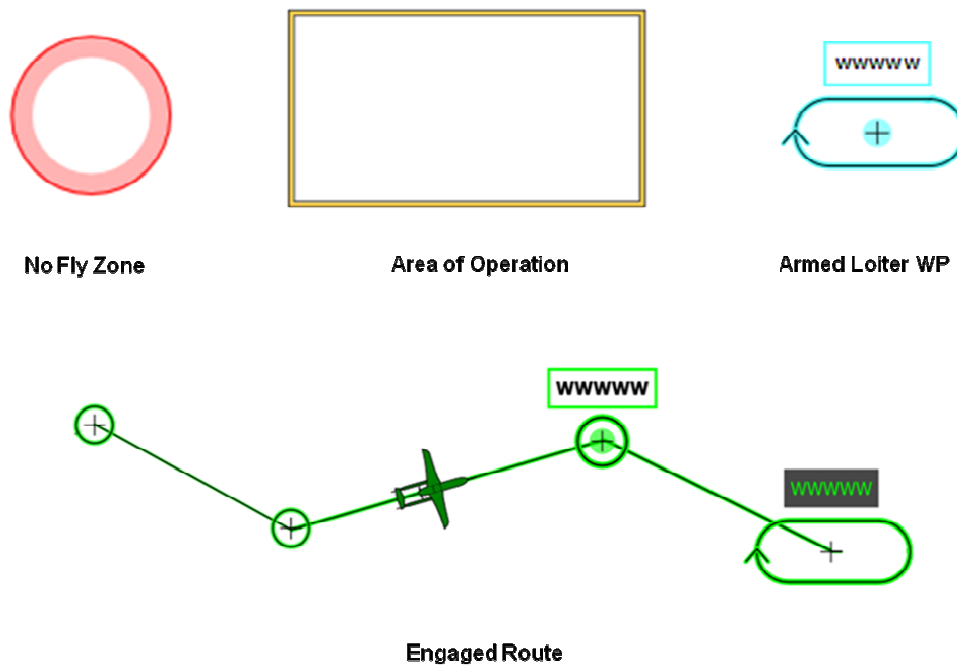 wwwww
No Fly Zone
Area of Operation
Armed Loiter WP
WWWWW
WWWWW
Engaged Route